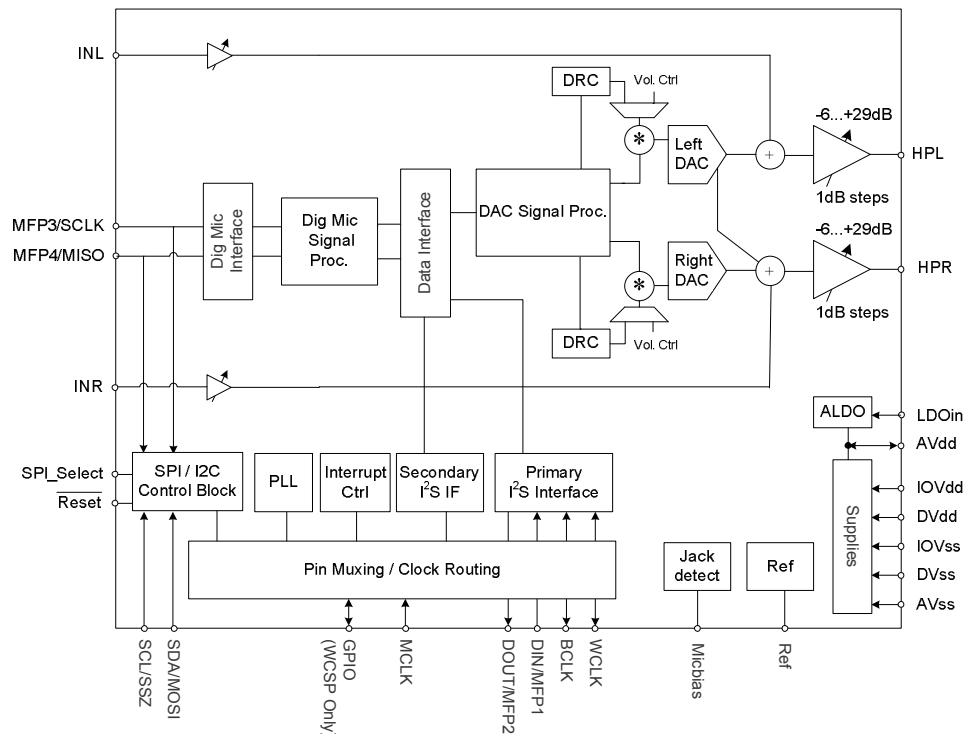 INL
DRC
Vol. Ctrl
-6...+29dB
*
Left
DAC
+
HPL
1dB steps
MFP3/SCLK
MFP4/MISO
Dig Mic
Interface
Dig Mic
Signal
Proc.
Data Interface
DAC Signal Proc.
-6...+29dB
*
Right
DAC
+
HPR
1dB steps
DRC
Vol. Ctrl
INR
ALDO
LDOin
AVdd
SPI_Select
Reset
SPI / I2C
Control Block
PLL
Interrupt
Ctrl
Secondary
I²S IF
Primary
I²S Interface
Supplies
IOVdd
DVdd
IOVss
DVss
AVss
Pin Muxing / Clock Routing
Jack
detect
Ref
SCL/SSZ
SDA/MOSI
GPIO
(WCSP Only)
MCLK
DOUT/MFP2
DIN/MFP1
BCLK
WCLK
Micbias
Ref